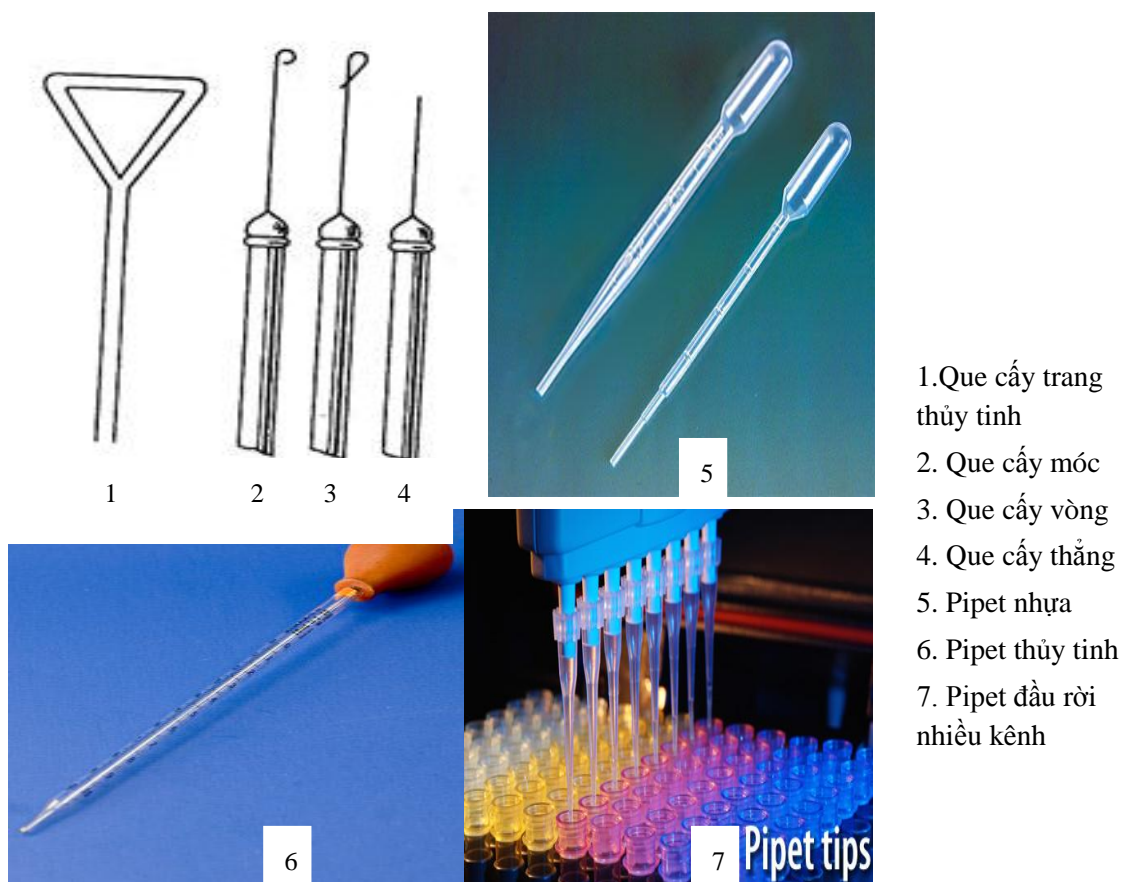 1
2
3
4
5
6
7
Pipet tips
1.Que cấy trang
thủy tinh
2. Que cấy móc
3. Que cấy vòng
4. Que cấy thẳng
5. Pipet nhựa
6. Pipet thủy tinh
7. Pipet đầu rời
nhiều kênh